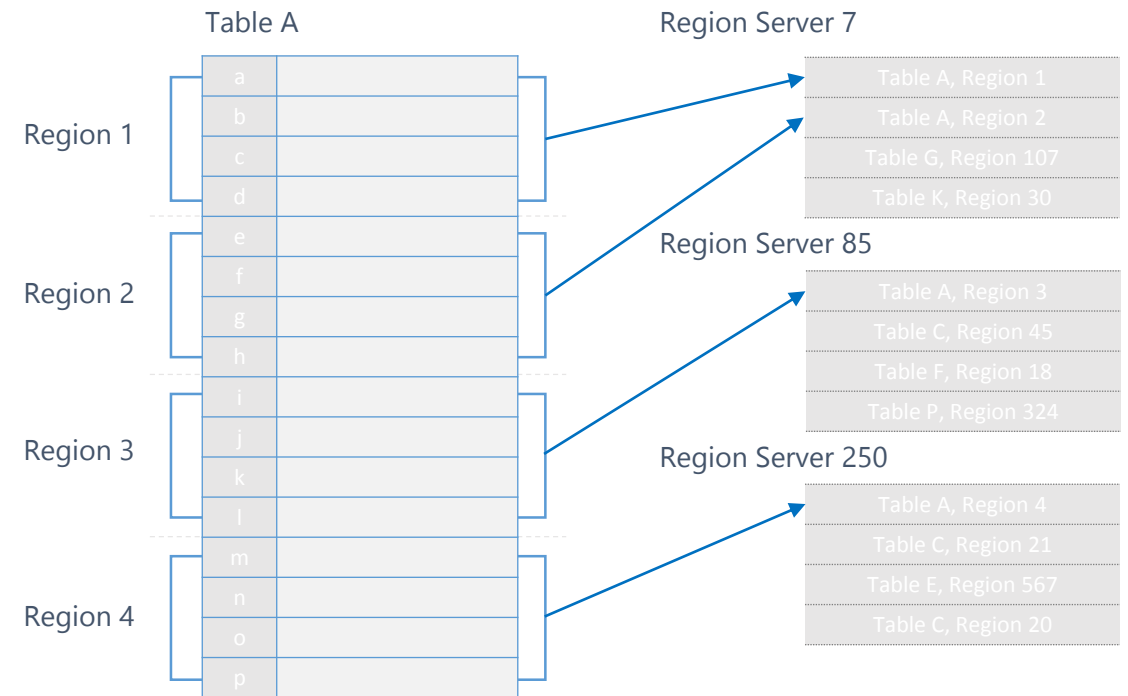 Table A
Region 1
Region 2
Region 3
Region 4
a
b
c
d
e
f
g
h
i
j
k
l
m
n
o
p
Region Server 7
Table A, Region 1
Table A, Region 2
Table G, Region 107
Table K, Region 30
Region Server 85
Table A, Region 3
Table C, Region 45
Table F, Region 18
Table P, Region 324
Region Server 250
Table A, Region 4
Table C, Region 21
Table E, Region 567
Table C, Region 20